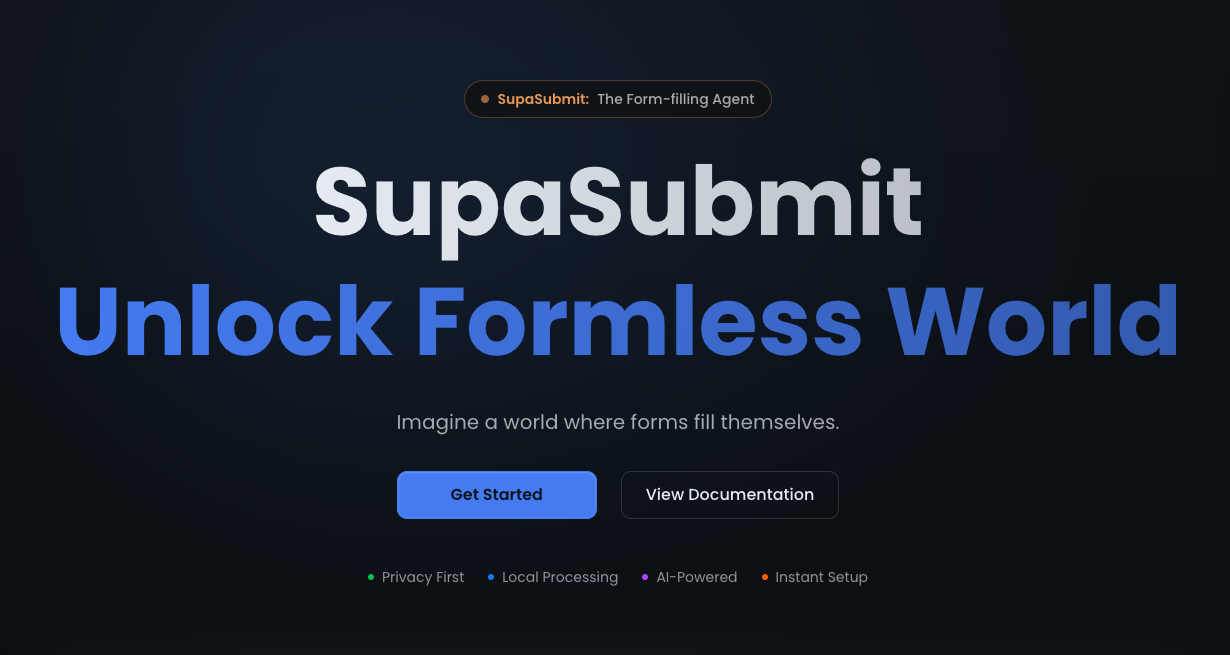 SupaSubmit: The Form-filling Agent
SupaSubmit
Unlock Formless World
Imagine a world where forms fill themselves.
Get Started
View Documentation
Privacy First
Local Processing
AI-Powered
Instant Setup